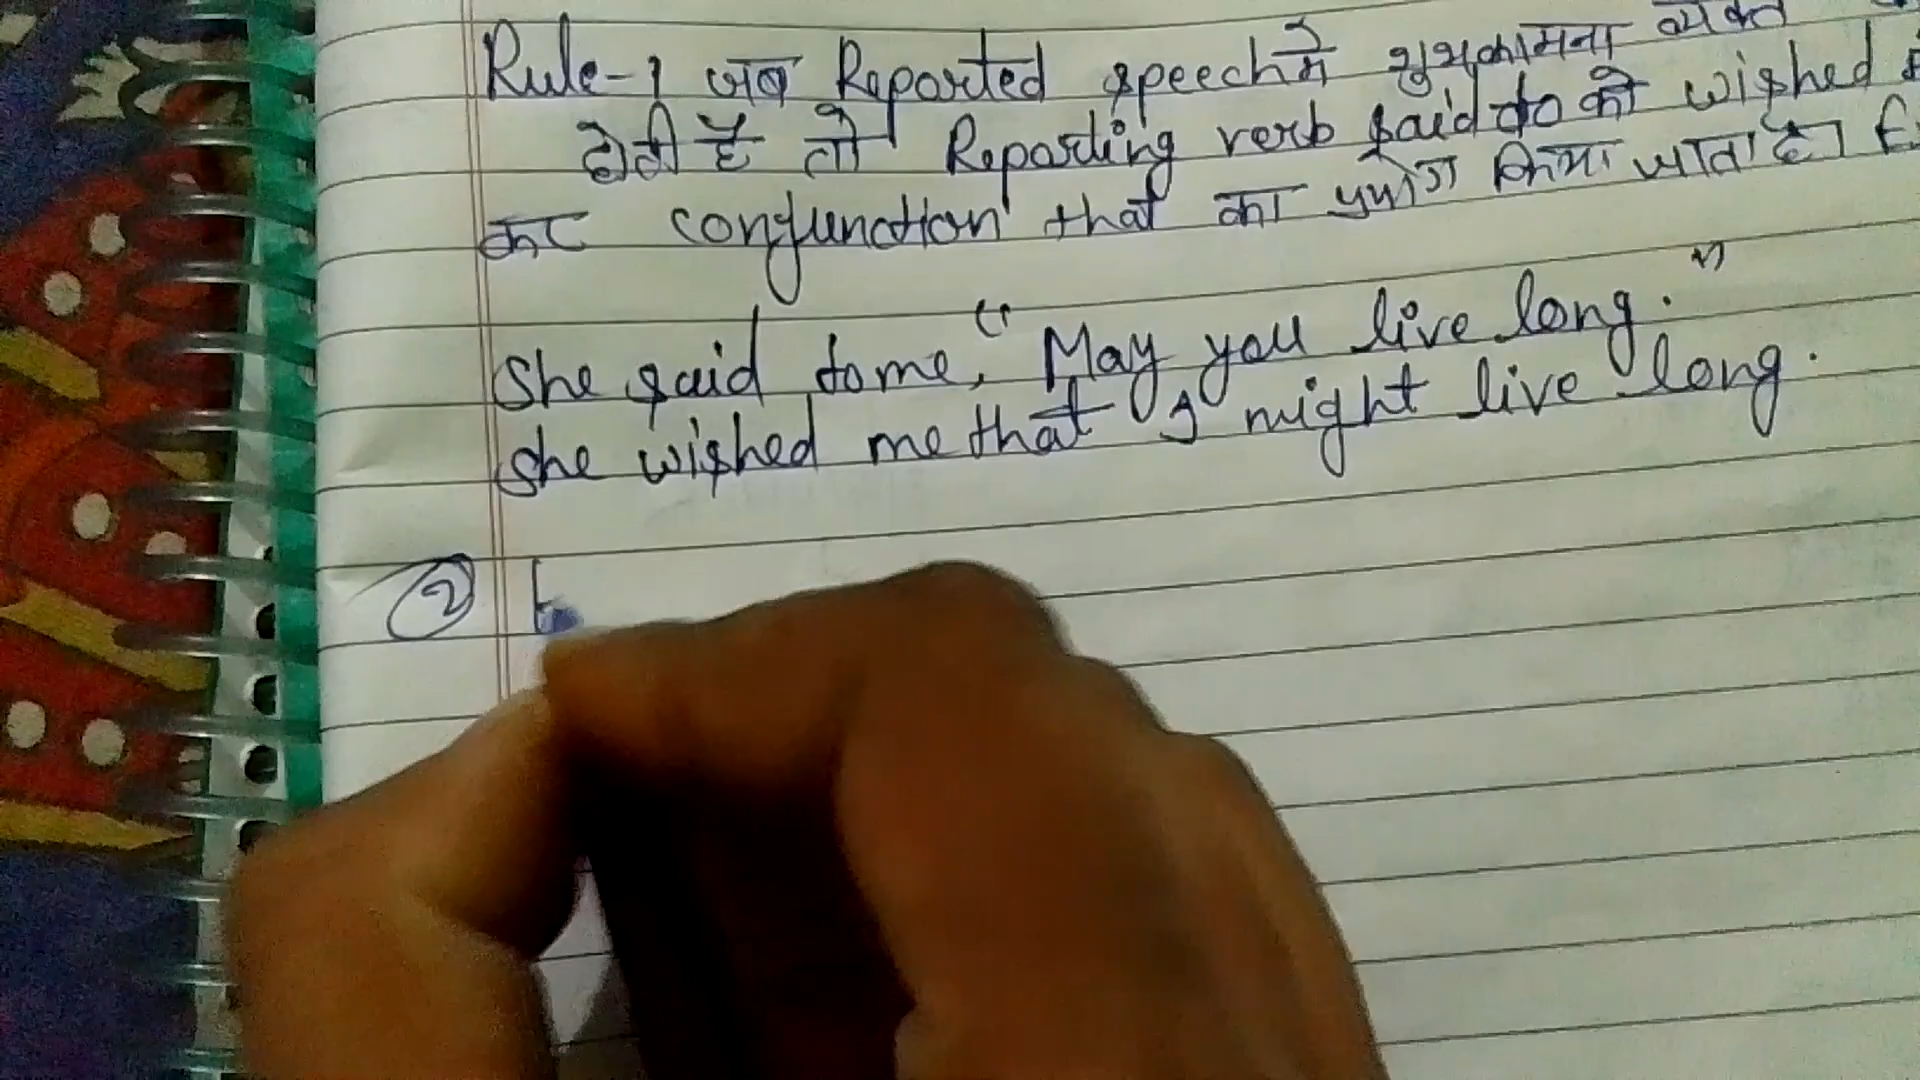 Rule-1 जब Reported speech में शुभकामना व्यक्त
होती है तो Reporting verb said to को wished में
कर conjunction that का प्रयोग किया जाता है।
She said to me, "May you live long."
She wished me that I might live long.
②